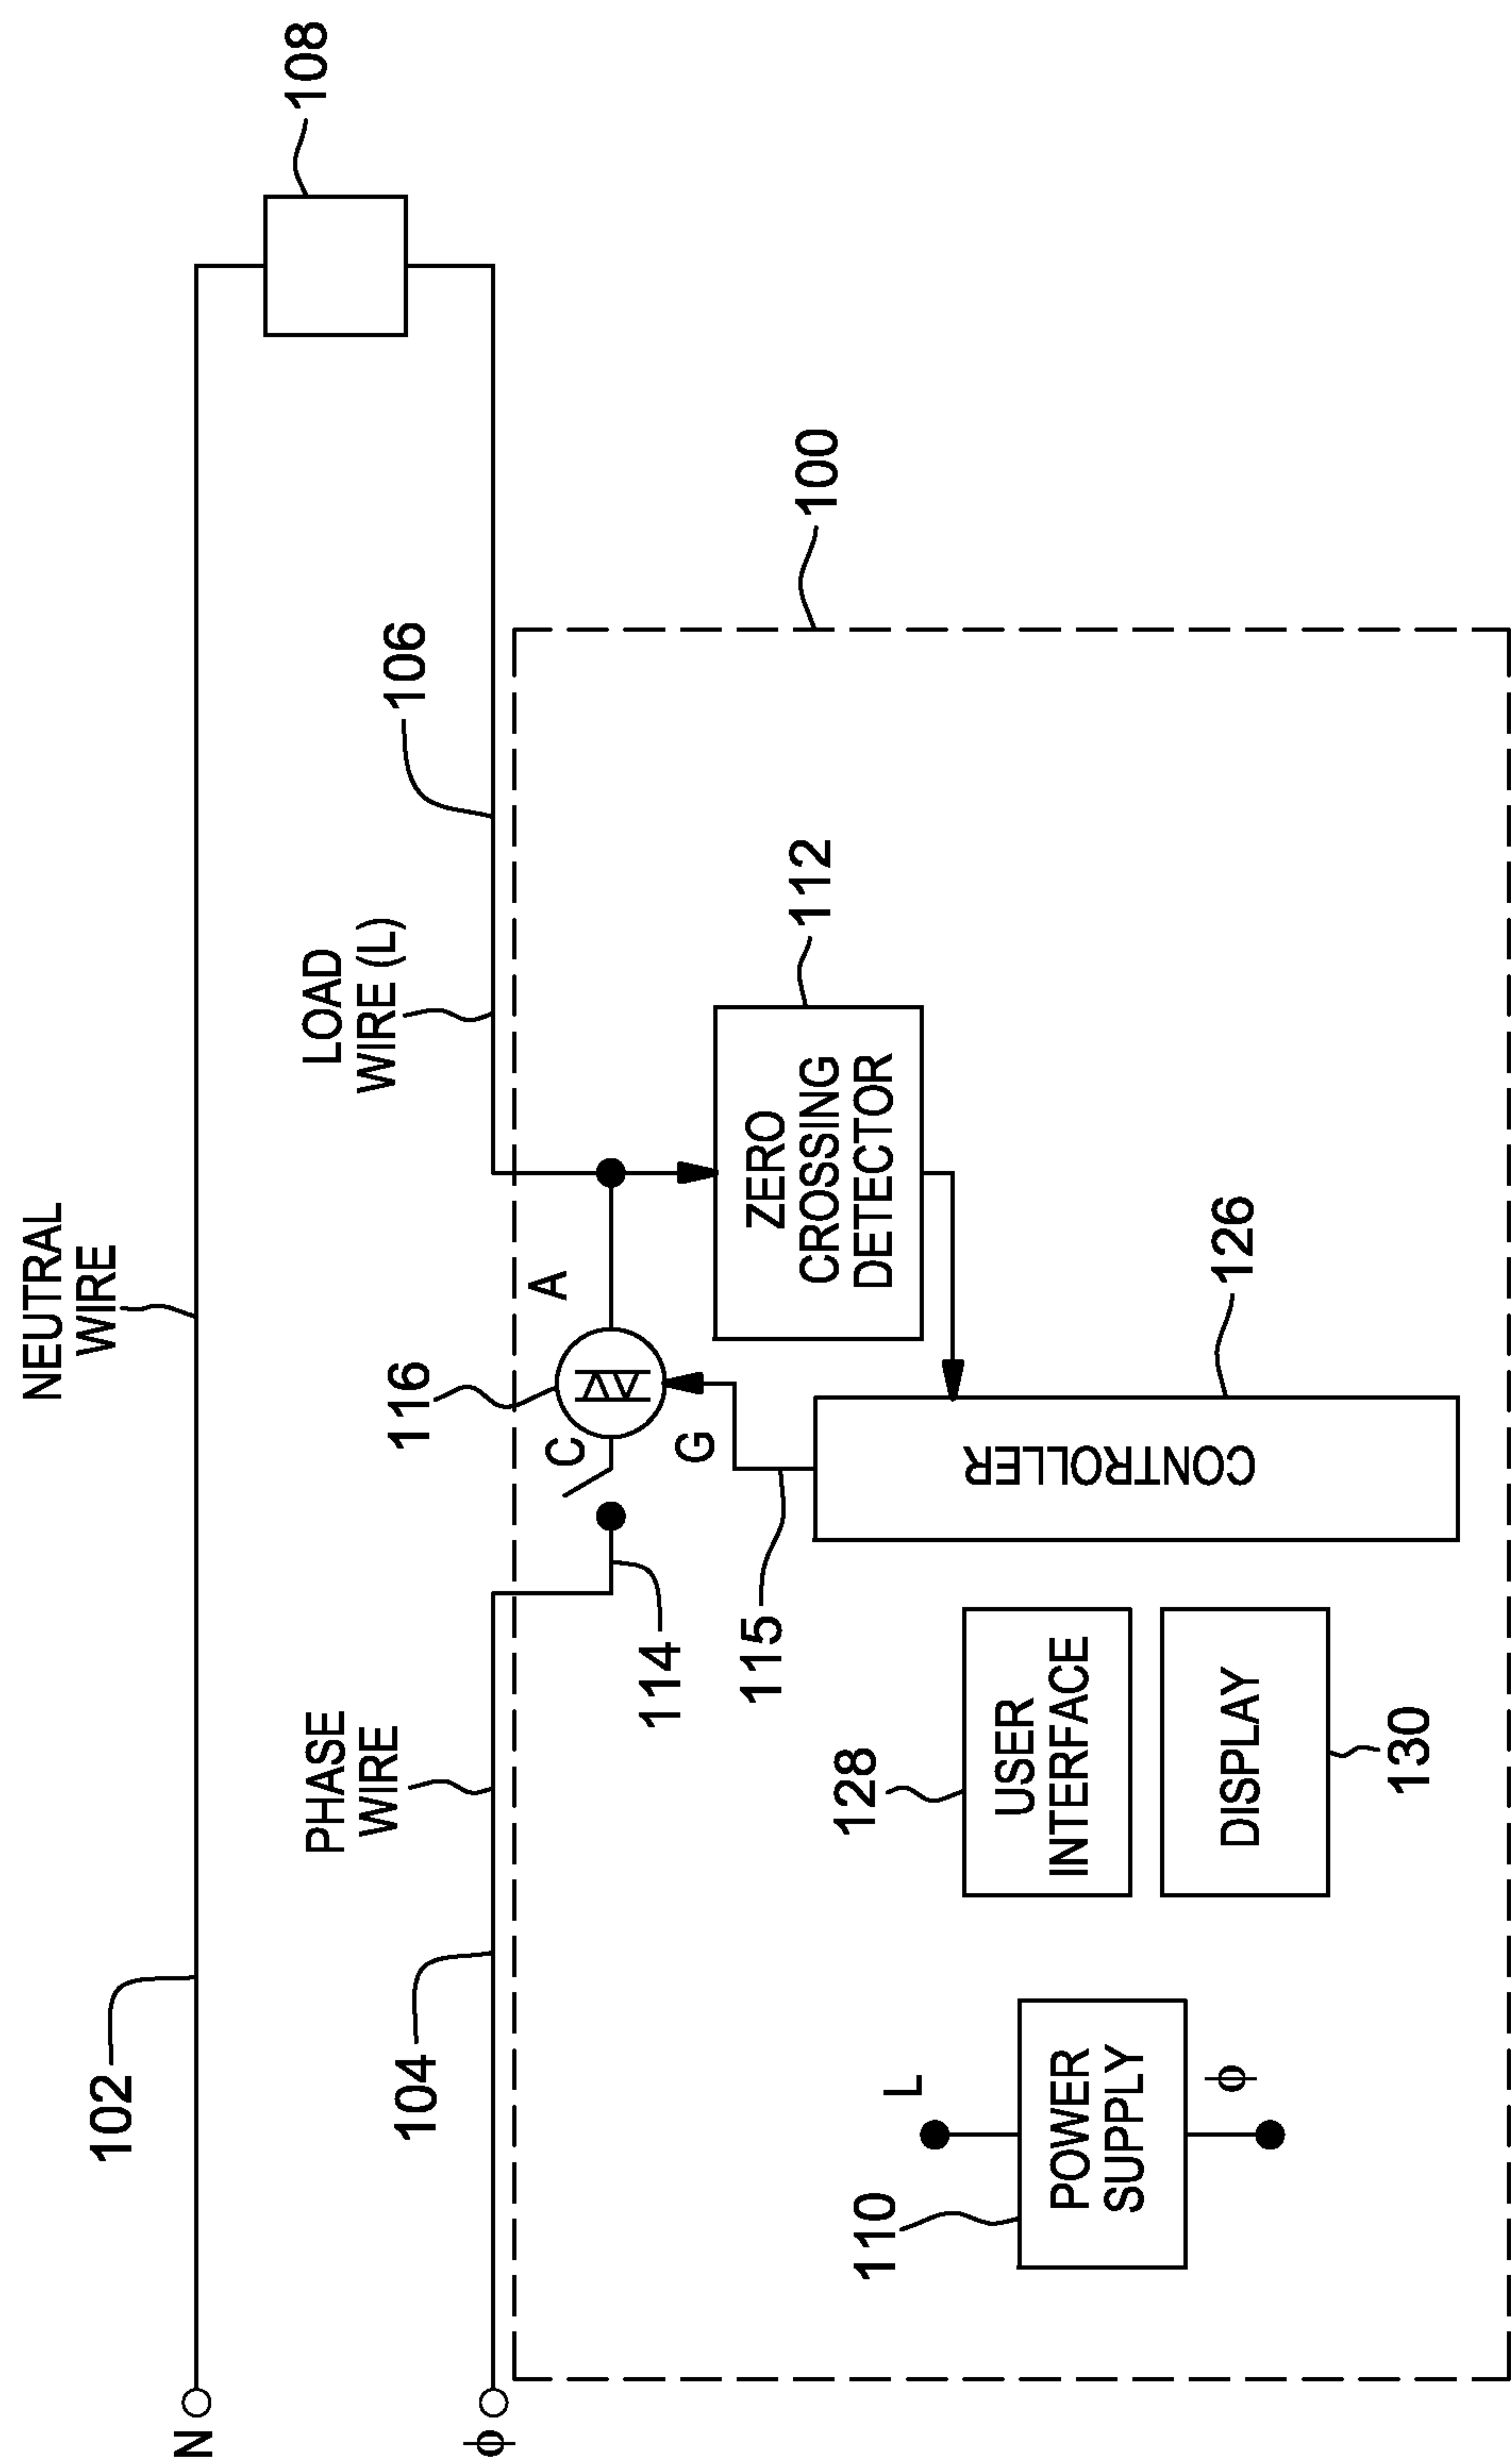 108
NEUTRAL
WIRE
102
N
LOAD
WIRE (L)
106
PHASE
WIRE
104
ϕ
100
116
A
C
G
114
115
ZERO
CROSSING
DETECTOR
112
CONTROLLER
126
128
USER
INTERFACE
DISPLAY
130
L
110
POWER
SUPPLY
ϕ